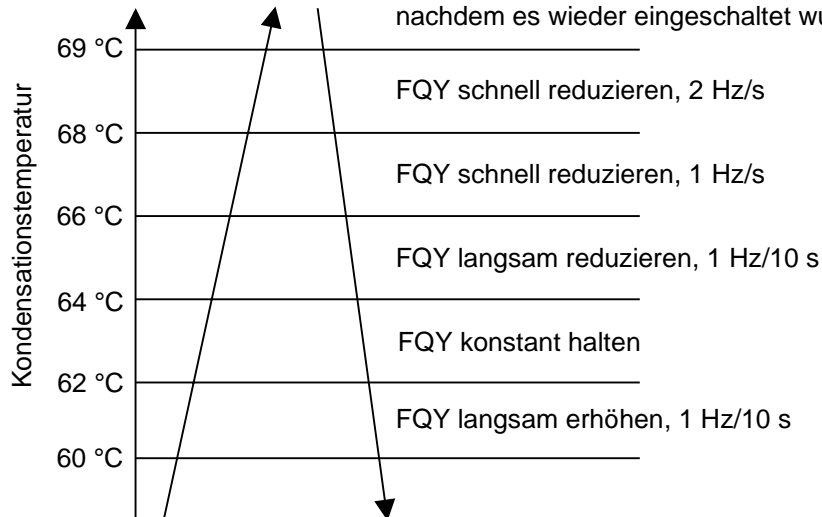 nachdem es wieder eingeschaltet
69 °C
FQY schnell reduzieren, 2 Hz/s
68 °C
FQY schnell reduzieren, 1 Hz/s
66 °C
FQY langsam reduzieren, 1 Hz/10 s
64 °C
FQY konstant halten
62 °C
FQY langsam erhöhen, 1 Hz/10 s
60 °C
Kondensationstemperatur